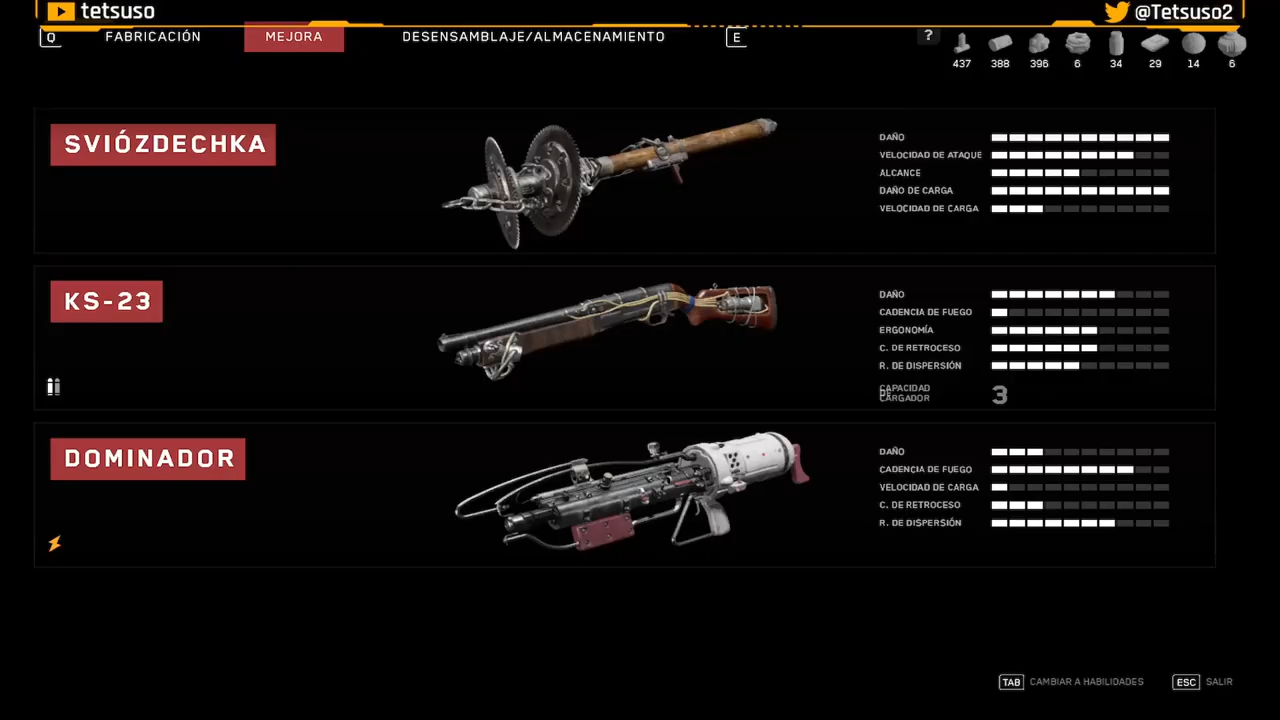 tetsuso
@Tetsuso2
Q FABRICACIÓN MEJORA DESENSAMBLAJE/ALMACENAMIENTO E ?
437 388 396 6 34 29 14 6
SVIÓZDECHKA
DAÑO
VELOCIDAD DE ATAQUE
ALCANCE
DAÑO DE CARGA
VELOCIDAD DE CARGA
KS-23
DAÑO
CADENCIA DE FUEGO
ERGONOMÍA
C. DE RETROCESO
R. DE DISPERSIÓN
CAPACIDAD
DE
CARGADOR
3
DOMINADOR
DAÑO
CADENCIA DE FUEGO
VELOCIDAD DE CARGA
C. DE RETROCESO
R. DE DISPERSIÓN
TAB CAMBIAR A HABILIDADES ESC SALIR